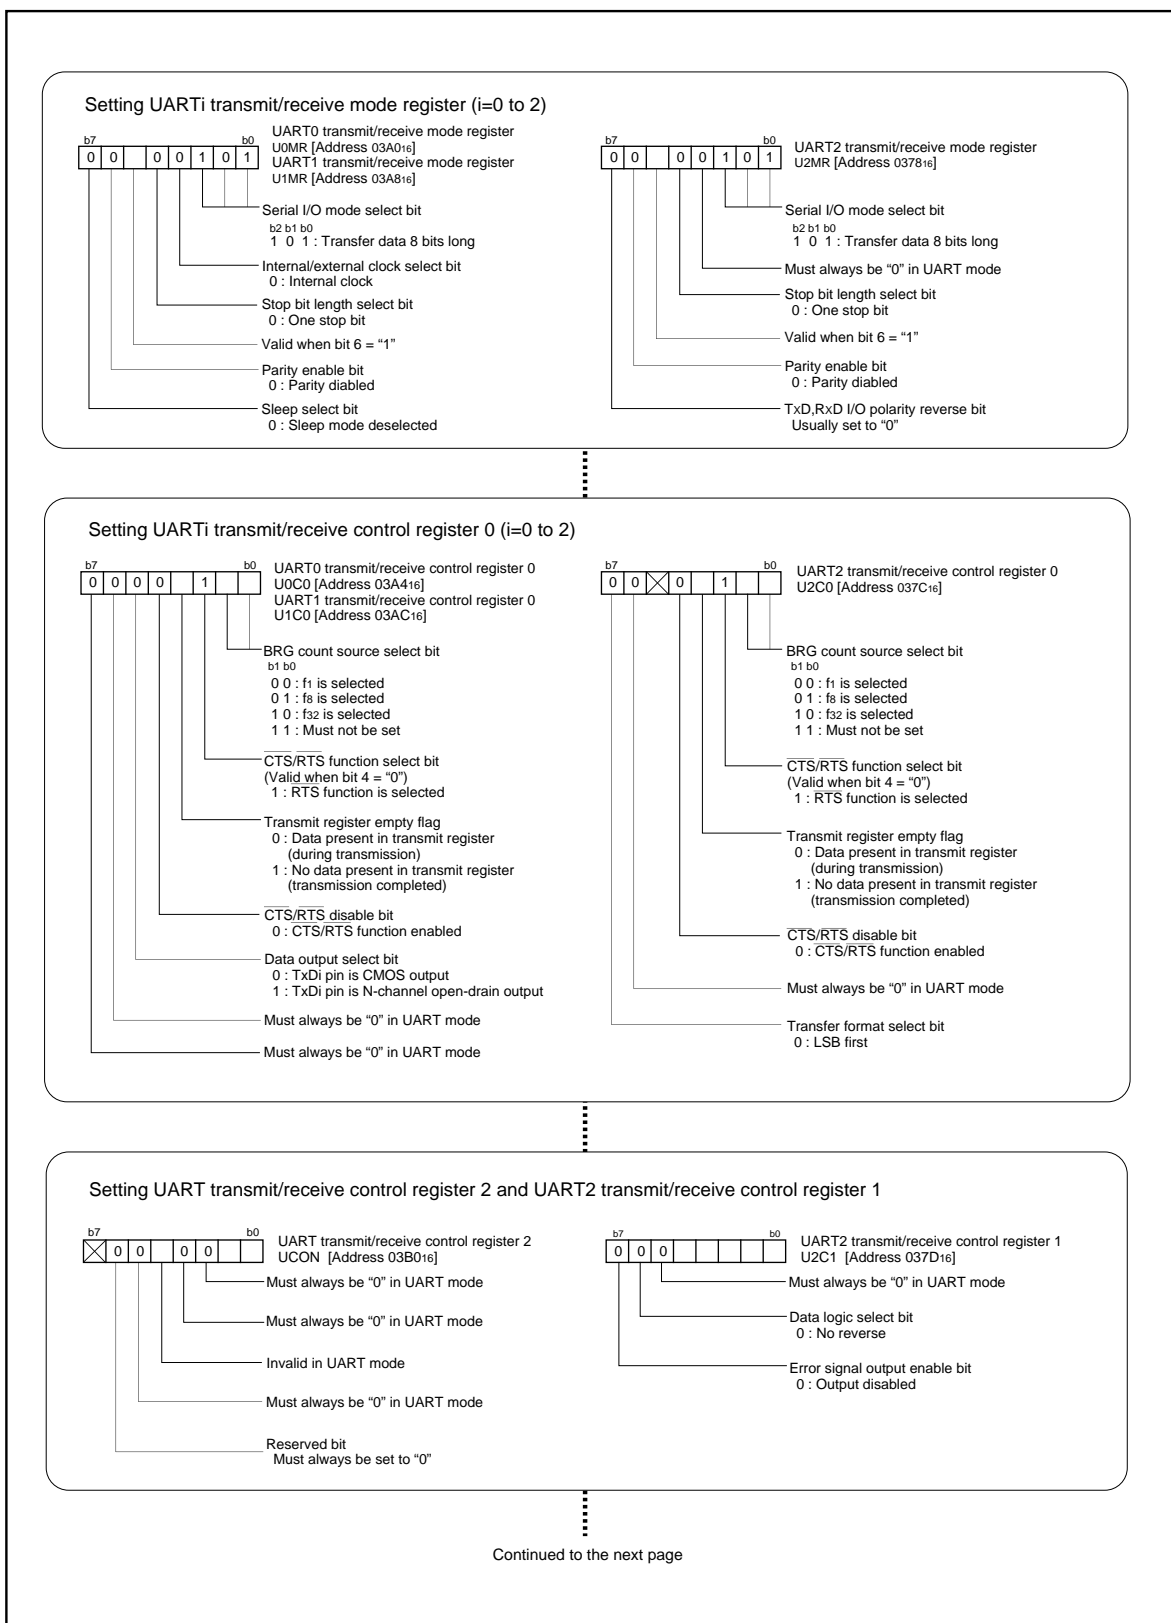 Setting UARTi transmit/receive mode register (i=0 to 2)
b7 b0
0 0 0 0 1 0 1
UART0 transmit/receive mode register
U0MR [Address 03A016]
UART1 transmit/receive mode register
U1MR [Address 03A816]
Serial I/O mode select bit
b2 b1 b0
1 0 1 : Transfer data 8 bits long
Internal/external clock select bit
0 : Internal clock
Stop bit length select bit
0 : One stop bit
Valid when bit 6 = “1”
Parity enable bit
0 : Parity diabled
Sleep select bit
0 : Sleep mode deselected
b7 b0
0 0 0 0 1 0 1
UART2 transmit/receive mode register
U2MR [Address 037816]
Serial I/O mode select bit
b2 b1 b0
1 0 1 : Transfer data 8 bits long
Must always be “0” in UART mode
Stop bit length select bit
0 : One stop bit
Valid when bit 6 = “1”
Parity enable bit
0 : Parity diabled
TxD,RxD I/O polarity reverse bit
Usually set to “0”
Setting UARTi transmit/receive control register 0 (i=0 to 2)
b7 b0
0 0 0 0 1
UART0 transmit/receive control register 0
U0C0 [Address 03A416]
UART1 transmit/receive control register 0
U1C0 [Address 03AC16]
BRG count source select bit
b1 b0
0 0 : f1 is selected
0 1 : f8 is selected
1 0 : f32 is selected
1 1 : Must not be set
CTS/RTS function select bit
(Valid when bit 4 = “0”)
1 : RTS function is selected
Transmit register empty flag
0 : Data present in transmit register
(during transmission)
1 : No data present in transmit register
(transmission completed)
CTS/RTS disable bit
0 : CTS/RTS function enabled
Data output select bit
0 : TxDi pin is CMOS output
1 : TxDi pin is N-channel open-drain output
Must always be “0” in UART mode
Must always be “0” in UART mode
b7 b0
0 0 0 1
UART2 transmit/receive control register 0
U2C0 [Address 037C16]
BRG count source select bit
b1 b0
0 0 : f1 is selected
0 1 : f8 is selected
1 0 : f32 is selected
1 1 : Must not be set
CTS/RTS function select bit
(Valid when bit 4 = “0”)
1 : RTS function is selected
Transmit register empty flag
0 : Data present in transmit register
(during transmission)
1 : No data present in transmit register
(transmission completed)
CTS/RTS disable bit
0 : CTS/RTS function enabled
Must always be “0” in UART mode
Transfer format select bit
0 : LSB first
Setting UART transmit/receive control register 2 and UART2 transmit/receive control register 1
b7 b0
0 0 0 0
UART transmit/receive control register 2
UCON [Address 03B016]
Must always be “0” in UART mode
Must always be “0” in UART mode
Invalid in UART mode
Must always be “0” in UART mode
Reserved bit
Must always be set to “0”
b7 b0
0 0 0
UART2 transmit/receive control register 1
U2C1 [Address 037D16]
Must always be “0” in UART mode
Data logic select bit
0 : No reverse
Error signal output enable bit
0 : Output disabled
Continued to the next page